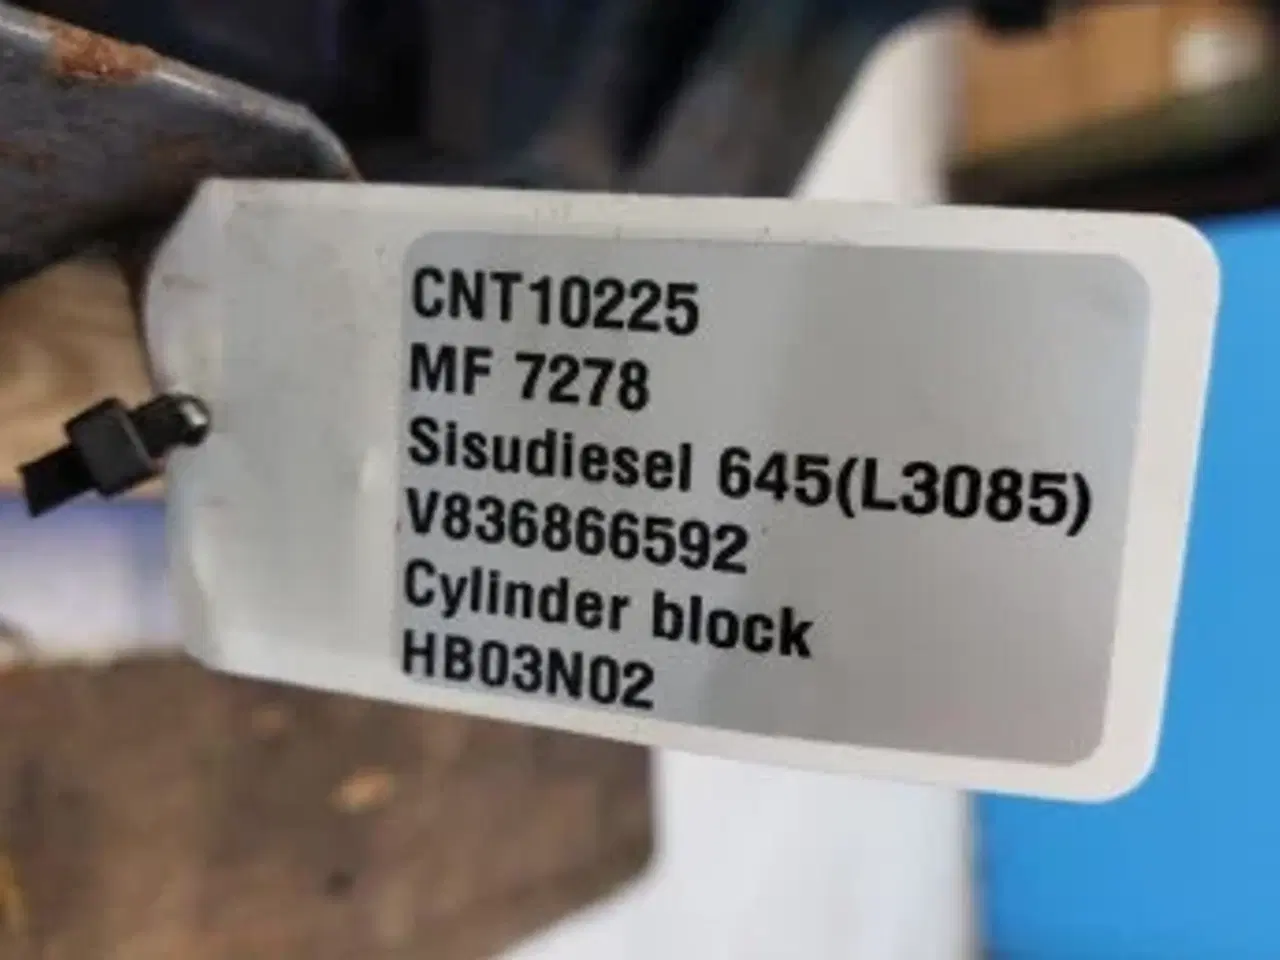 CNT10225
MF 7278
Sisudiesel 645(L3085)
V836866592
Cylinder block
HB03N02